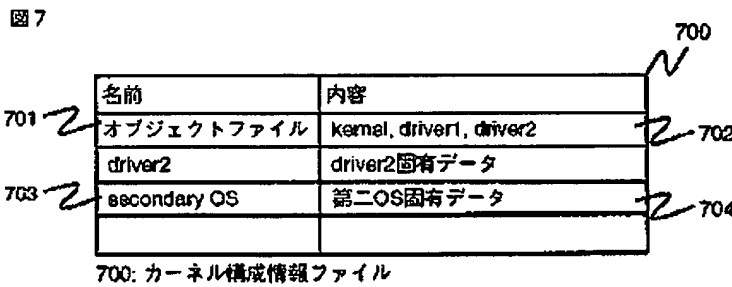 図7
700
名前 内容
701 オブジェクトファイル kernal, driver1, driver2 702
driver2 driver2固有データ
703 secondary OS 第二OS固有データ 704
700: カーネル構成情報ファイル